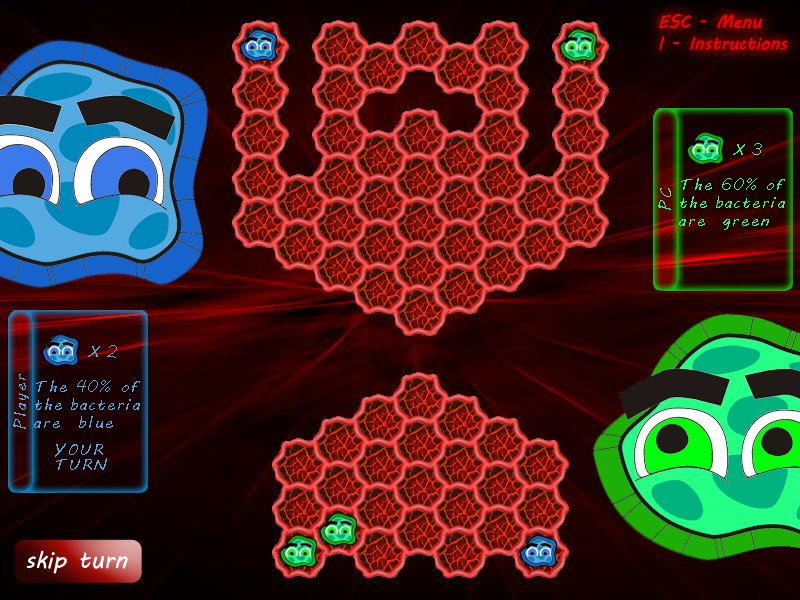 ESC - Menu
I - Instructions
X 3
PC
The 60% of
the bacteria
are green
X 2
Player
The 40% of
the bacteria
are blue
YOUR
TURN
skip turn